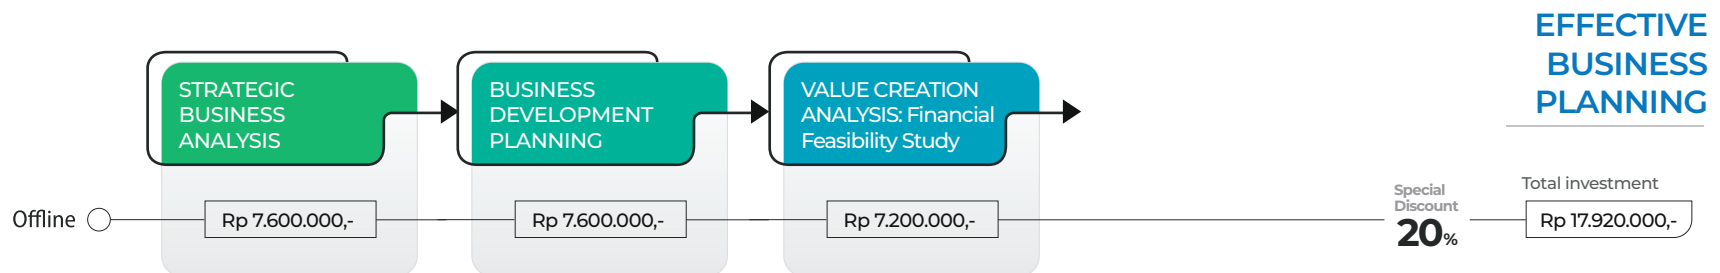 EFFECTIVE
BUSINESS
PLANNING
STRATEGIC
BUSINESS
ANALYSIS
BUSINESS
DEVELOPMENT
PLANNING
VALUE CREATION
ANALYSIS: Financial
Feasibility Study
Offline
Rp 7.600.000,-
Rp 7.600.000,-
Rp 7.200.000,-
Special
Discount
20%
Total investment
Rp 17.920.000,-